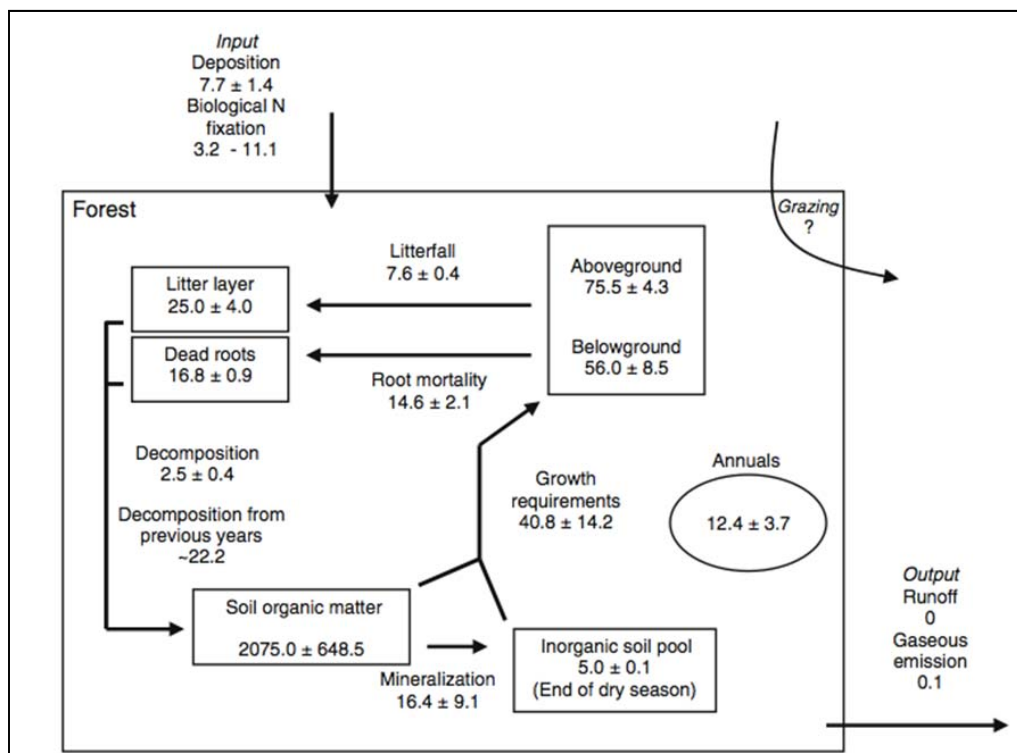 Input
Deposition
7.7 ± 1.4
Biological N
fixation
3.2 - 11.1
Forest
Grazing
?
Litterfall
7.6 ± 0.4
Aboveground
75.5 ± 4.3
Litter layer
25.0 ± 4.0
Belowground
56.0 ± 8.5
Dead roots
16.8 ± 0.9
Root mortality
14.6 ± 2.1
Decomposition
2.5 ± 0.4
Decomposition from
previous years
~22.2
Growth
requirements
40.8 ± 14.2
Annuals
12.4 ± 3.7
Soil organic matter
2075.0 ± 648.5
Mineralization
16.4 ± 9.1
Inorganic soil pool
5.0 ± 0.1
(End of dry season)
Output
Runoff
0
Gaseous
emission
0.1